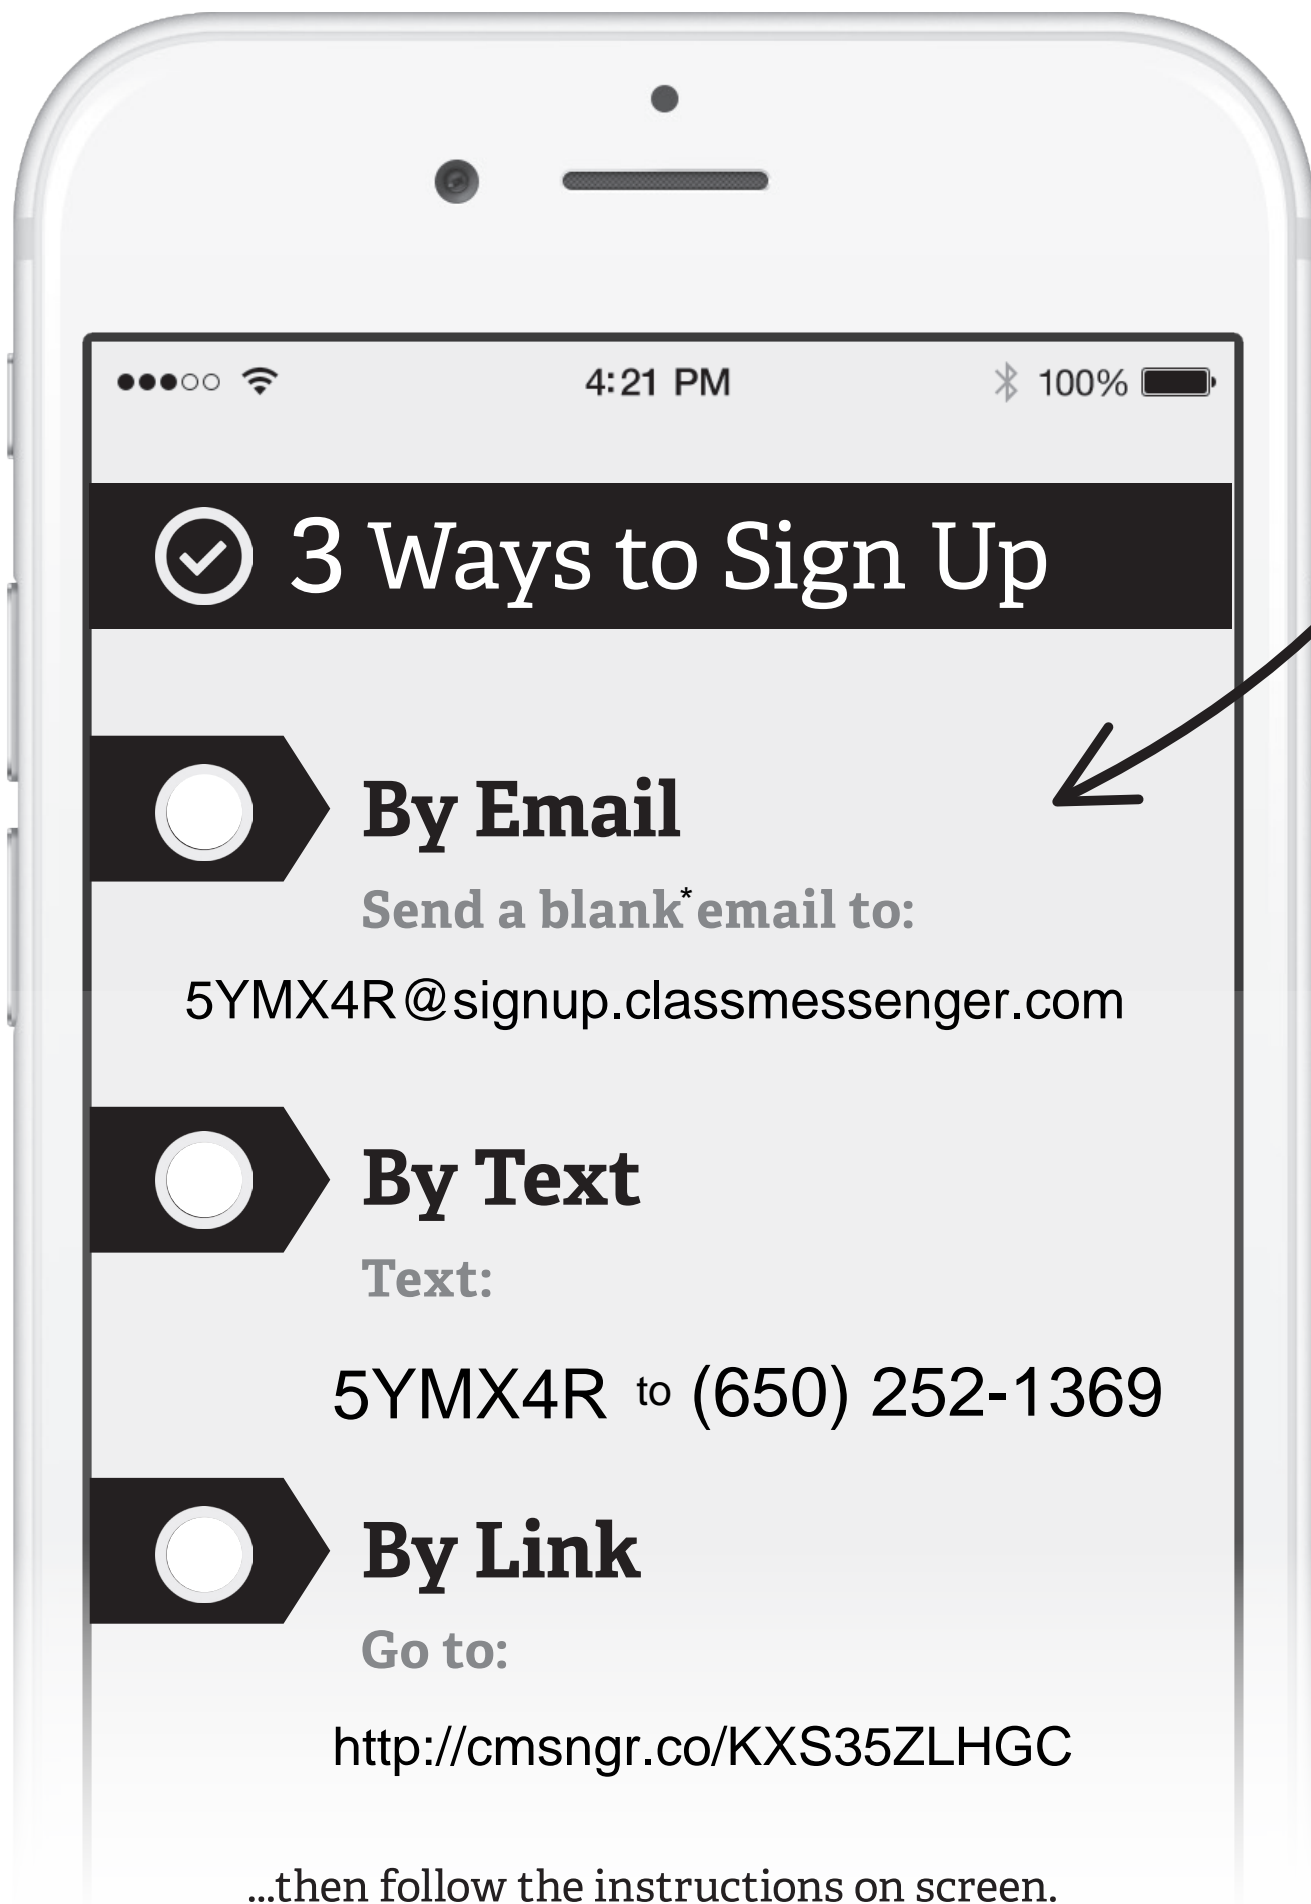 4:21 PM 100%
3 Ways to Sign Up
By Email
Send a blank* email to:
5YMX4R@signup.classmessenger.com
By Text
Text:
5YMX4R to (650) 252-1369
By Link
Go to:
http://cmsngr.co/KXS35ZLHGC
...then follow the instructions on screen.